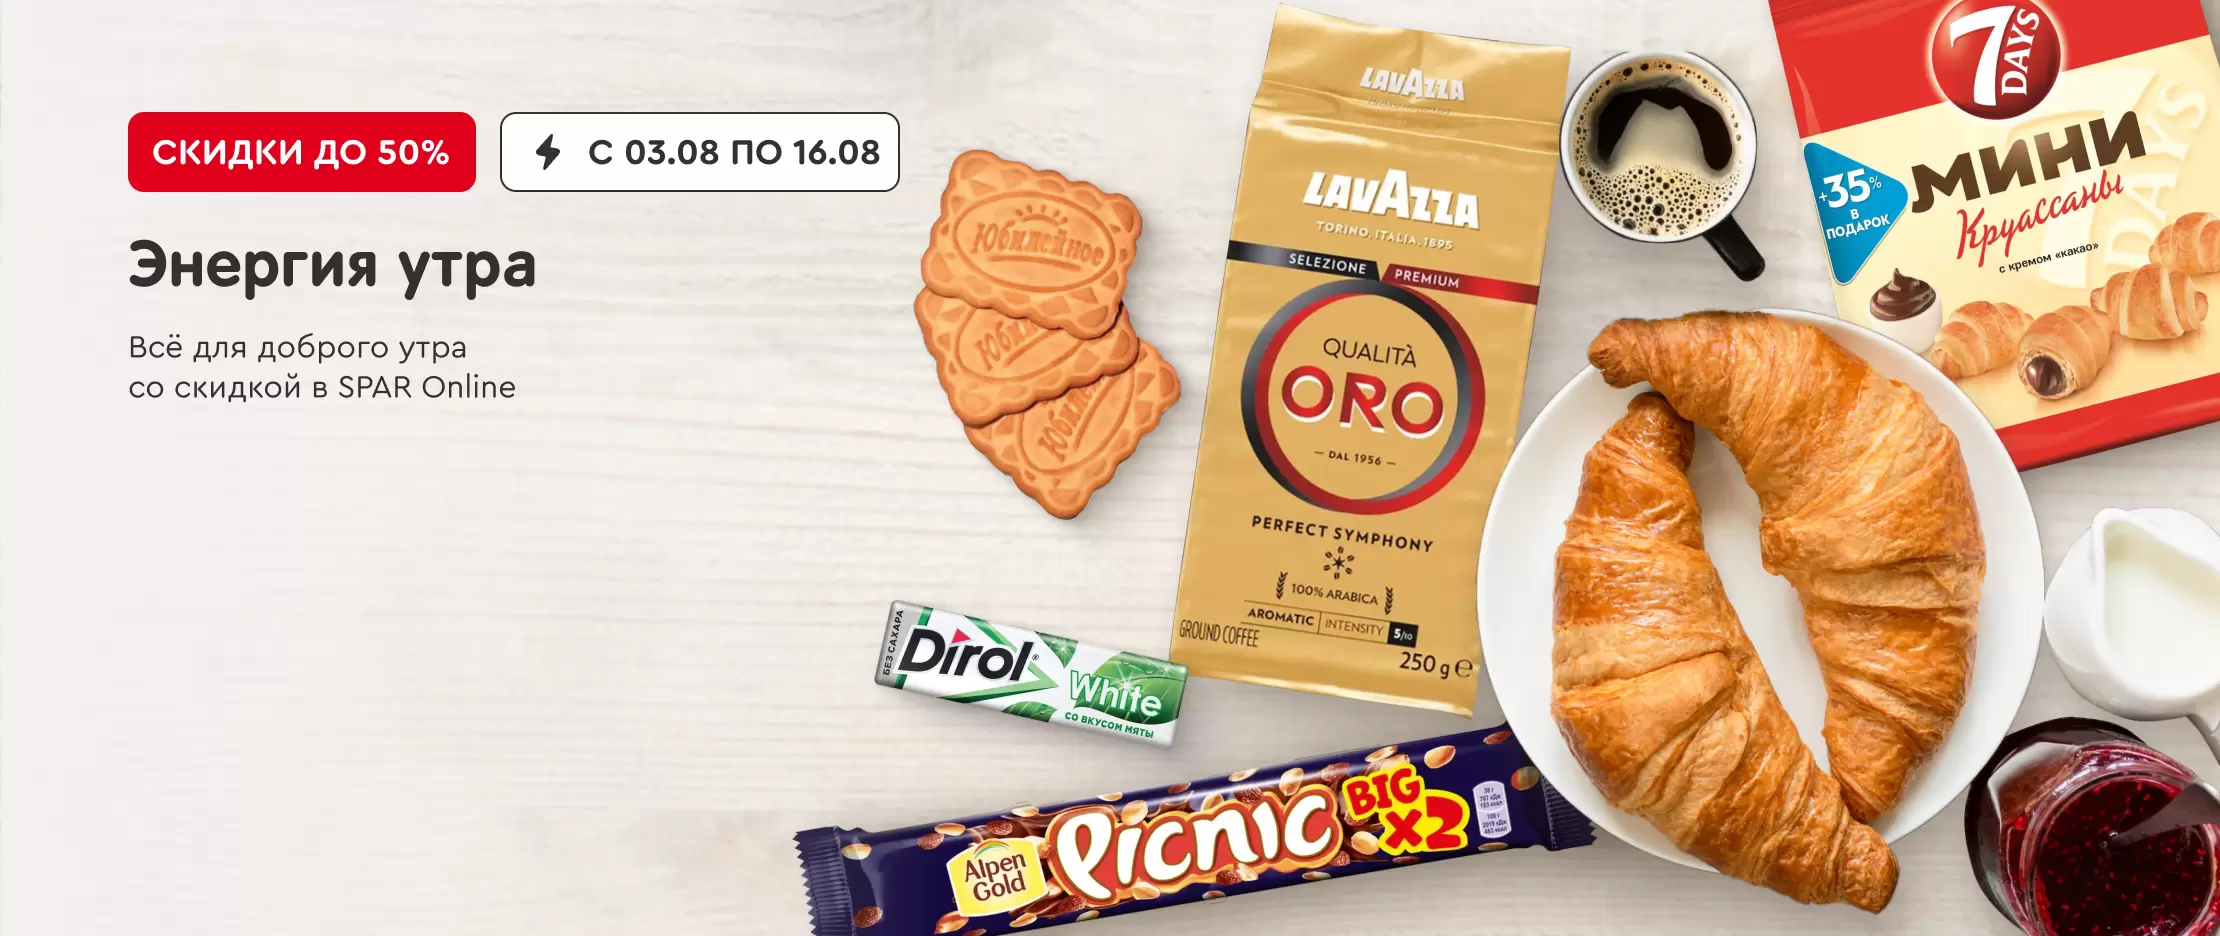 СКИДКИ ДО 50%
С 03.08 ПО 16.08
Энергия утра
Всё для доброго утра
со скидкой в SPAR Online
Юбилейное
Юби
Юбил
LAVAZZA
LAVAZZA
TORINO, ITALIA, 1895
SELEZIONE PREMIUM
QUALITÀ
ORO
— DAL 1956 —
PERFECT SYMPHONY
100% ARABICA
AROMATIC INTENSITY 5/10
GROUND COFFEE
250 g ℮
7
DAYS
DAYS
МИНИ
Круассаны
с кремом «какао»
+35%
В
ПОДАРОК
БЕЗ САХАРА
Dirol®
White
СО ВКУСОМ МЯТЫ
Alpen
Gold
Picnic
BIG
x2